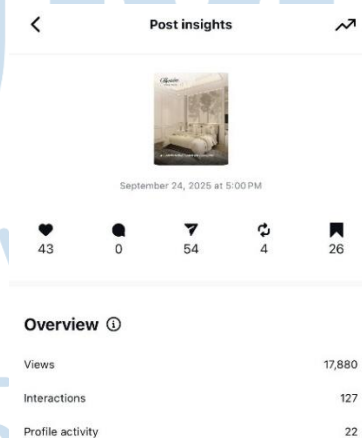 Post insights
September 24, 2025 at 5:00 PM
43 0 54 4 26
Overview
Views 17,880
Interactions 127
Profile activity 22